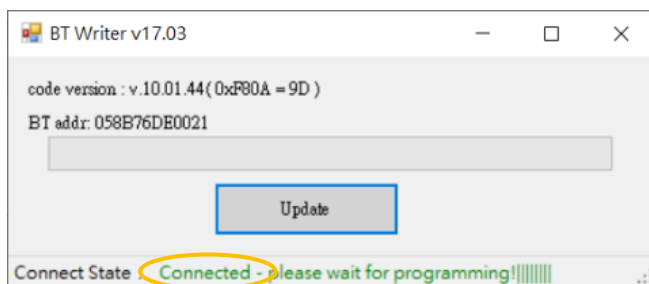 BT Writer v17.03
code version : v.10.01.44( 0xF80A = 9D )
BT addr: 058B76DE0021
Update
Connect State : Connected - please wait for programming!||||||||